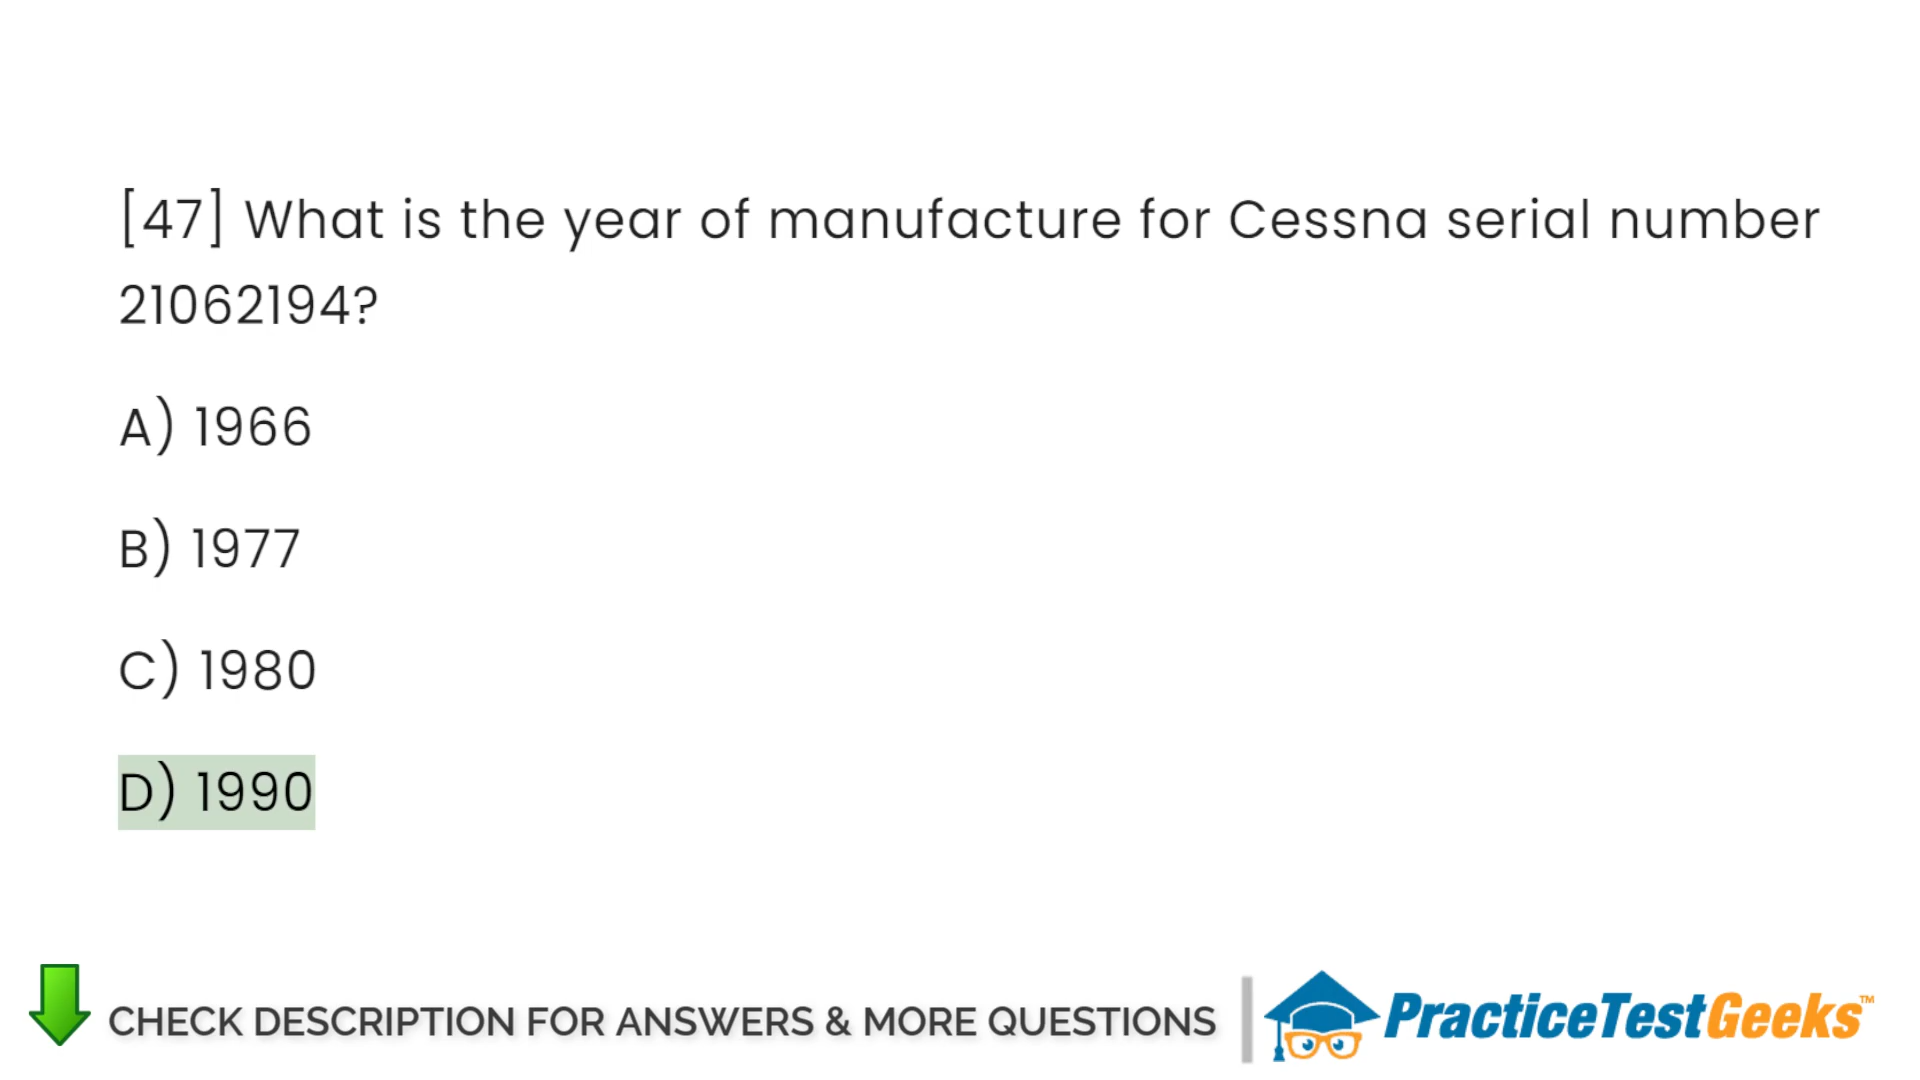 [47] What is the year of manufacture for Cessna serial number
21062194?
A) 1966
B) 1977
C) 1980
D) 1990
CHECK DESCRIPTION FOR ANSWERS & MORE QUESTIONS
PracticeTestGeeks™